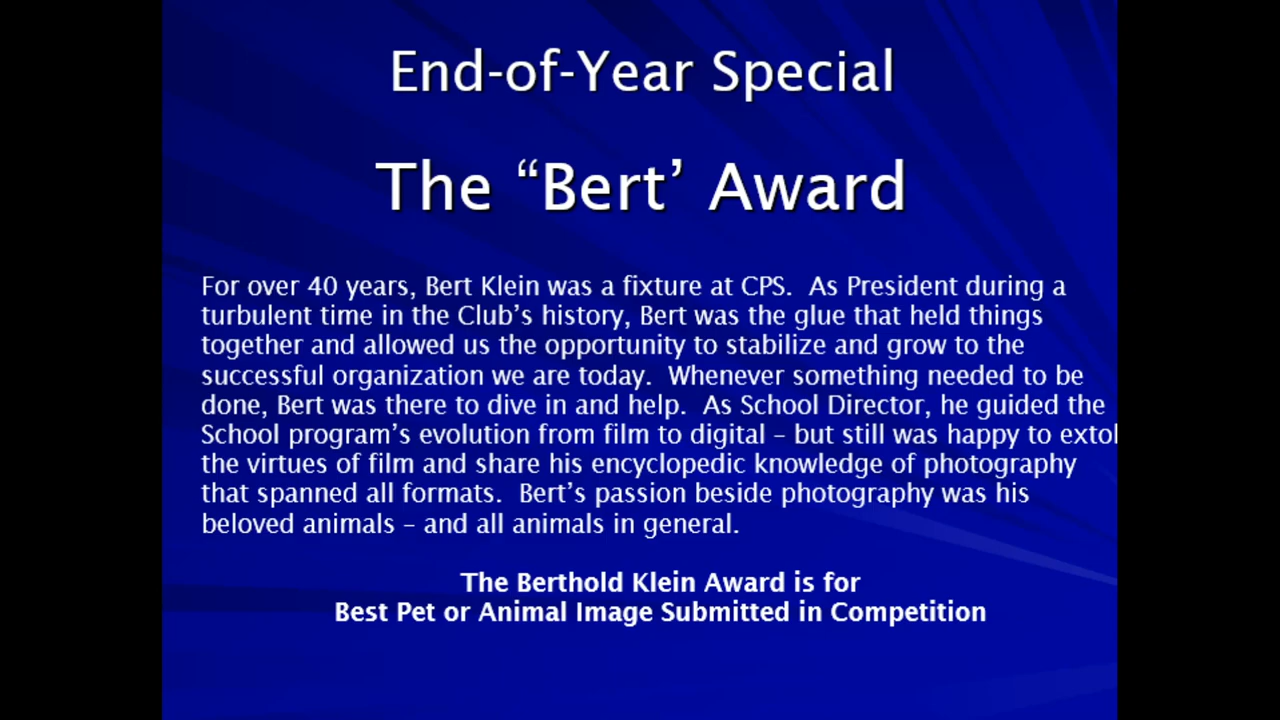 End-of-Year Special
The “Bert’ Award
For over 40 years, Bert Klein was a fixture at CPS.  As President during a
turbulent time in the Club’s history, Bert was the glue that held things
together and allowed us the opportunity to stabilize and grow to the
successful organization we are today.  Whenever something needed to be
done, Bert was there to dive in and help.  As School Director, he guided the
School program’s evolution from film to digital – but still was happy to extol
the virtues of film and share his encyclopedic knowledge of photography
that spanned all formats.  Bert’s passion beside photography was his
beloved animals – and all animals in general.
The Berthold Klein Award is for
Best Pet or Animal Image Submitted in Competition